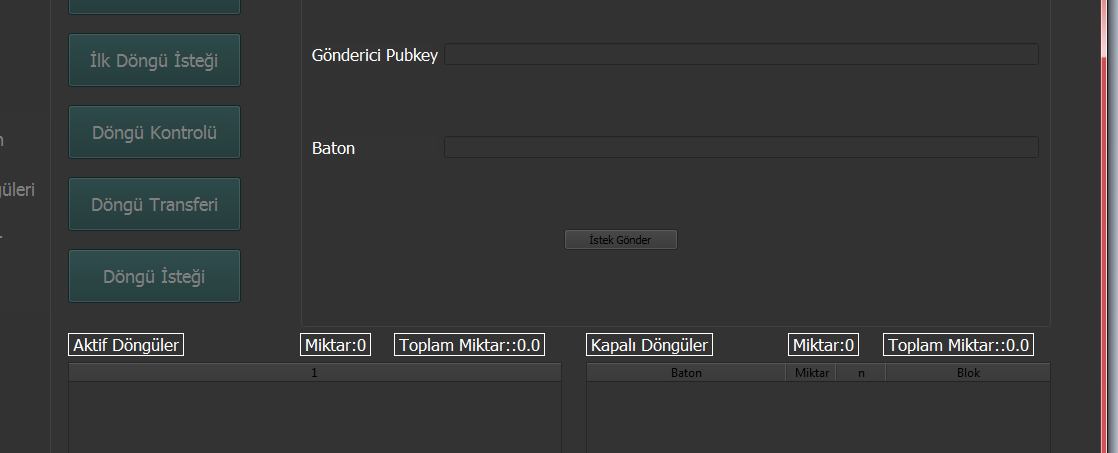 İlk Döngü İsteği
Döngü Kontrolü
Döngü Transferi
Döngü İsteği
Gönderici Pubkey
Baton
İstek Gönder
Aktif Döngüler Miktar:0 Toplam Miktar::0.0
1
Kapalı Döngüler Miktar:0 Toplam Miktar::0.0
Baton Miktar n Blok